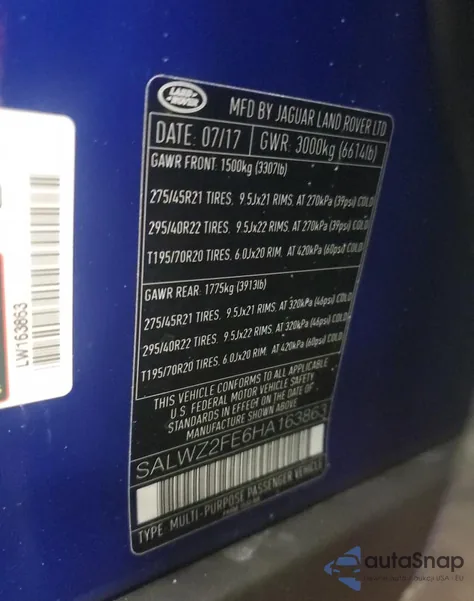 LAND ROVER
MFD BY JAGUAR LAND ROVER LTD
DATE: 07/17 GWR: 3000kg (6614lb)
GAWR FRONT: 1500kg (3307lb)
275/45R21 TIRES, 9.5Jx21 RIMS, AT 270kPa (39psi) COLD
295/40R22 TIRES, 9.5Jx22 RIMS, AT 270kPa (39psi) COLD
T195/70R20 TIRES, 6.0Jx20 RIM, AT 420kPa (60psi) COLD
GAWR REAR: 1775kg (3913lb)
275/45R21 TIRES, 9.5Jx21 RIMS, AT 320kPa (46psi) COLD
295/40R22 TIRES, 9.5Jx22 RIMS, AT 320kPa (46psi) COLD
T195/70R20 TIRES, 6.0Jx20 RIM, AT 420kPa (60psi) COLD
THIS VEHICLE CONFORMS TO ALL APPLICABLE
U.S. FEDERAL MOTOR VEHICLE SAFETY
STANDARDS IN EFFECT ON THE DATE OF MANUFACTURE
SALWZ2FE6HA163863
TYPE: MULTI-PURPOSE PASSENGER VEHICLE
LW163863
autaSnap
USA - EU